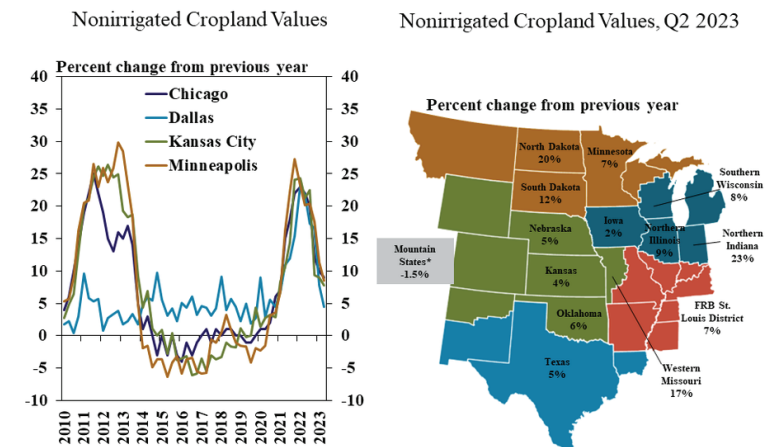 Nonirrigated Cropland Values
Percent change from previous year
40
35
30
25
20
15
10
5
0
-5
-10
40
35
30
25
20
15
10
5
0
-5
-10
Chicago
Dallas
Kansas City
Minneapolis
2010
2011
2012
2013
2014
2015
2016
2017
2018
2019
2020
2021
2022
2023
Nonirrigated Cropland Values, Q2 2023
Percent change from previous year
North Dakota
20%
Minnesota
7%
South Dakota
12%
Southern
Wisconsin
8%
Iowa
2%
Northern
Illinois
9%
Northern
Indiana
23%
Nebraska
5%
Mountain
States*
-1.5%
Kansas
4%
FRB St.
Louis District
7%
Oklahoma
6%
Texas
5%
Western
Missouri
17%